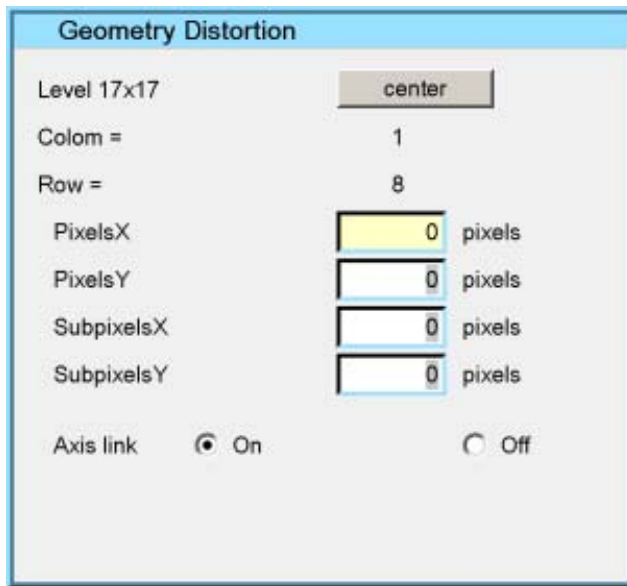 Geometry Distortion
Level 17x17 center
Colom = 1
Row = 8
PixelsX 0 pixels
PixelsY 0 pixels
SubpixelsX 0 pixels
SubpixelsY 0 pixels
Axis link On Off